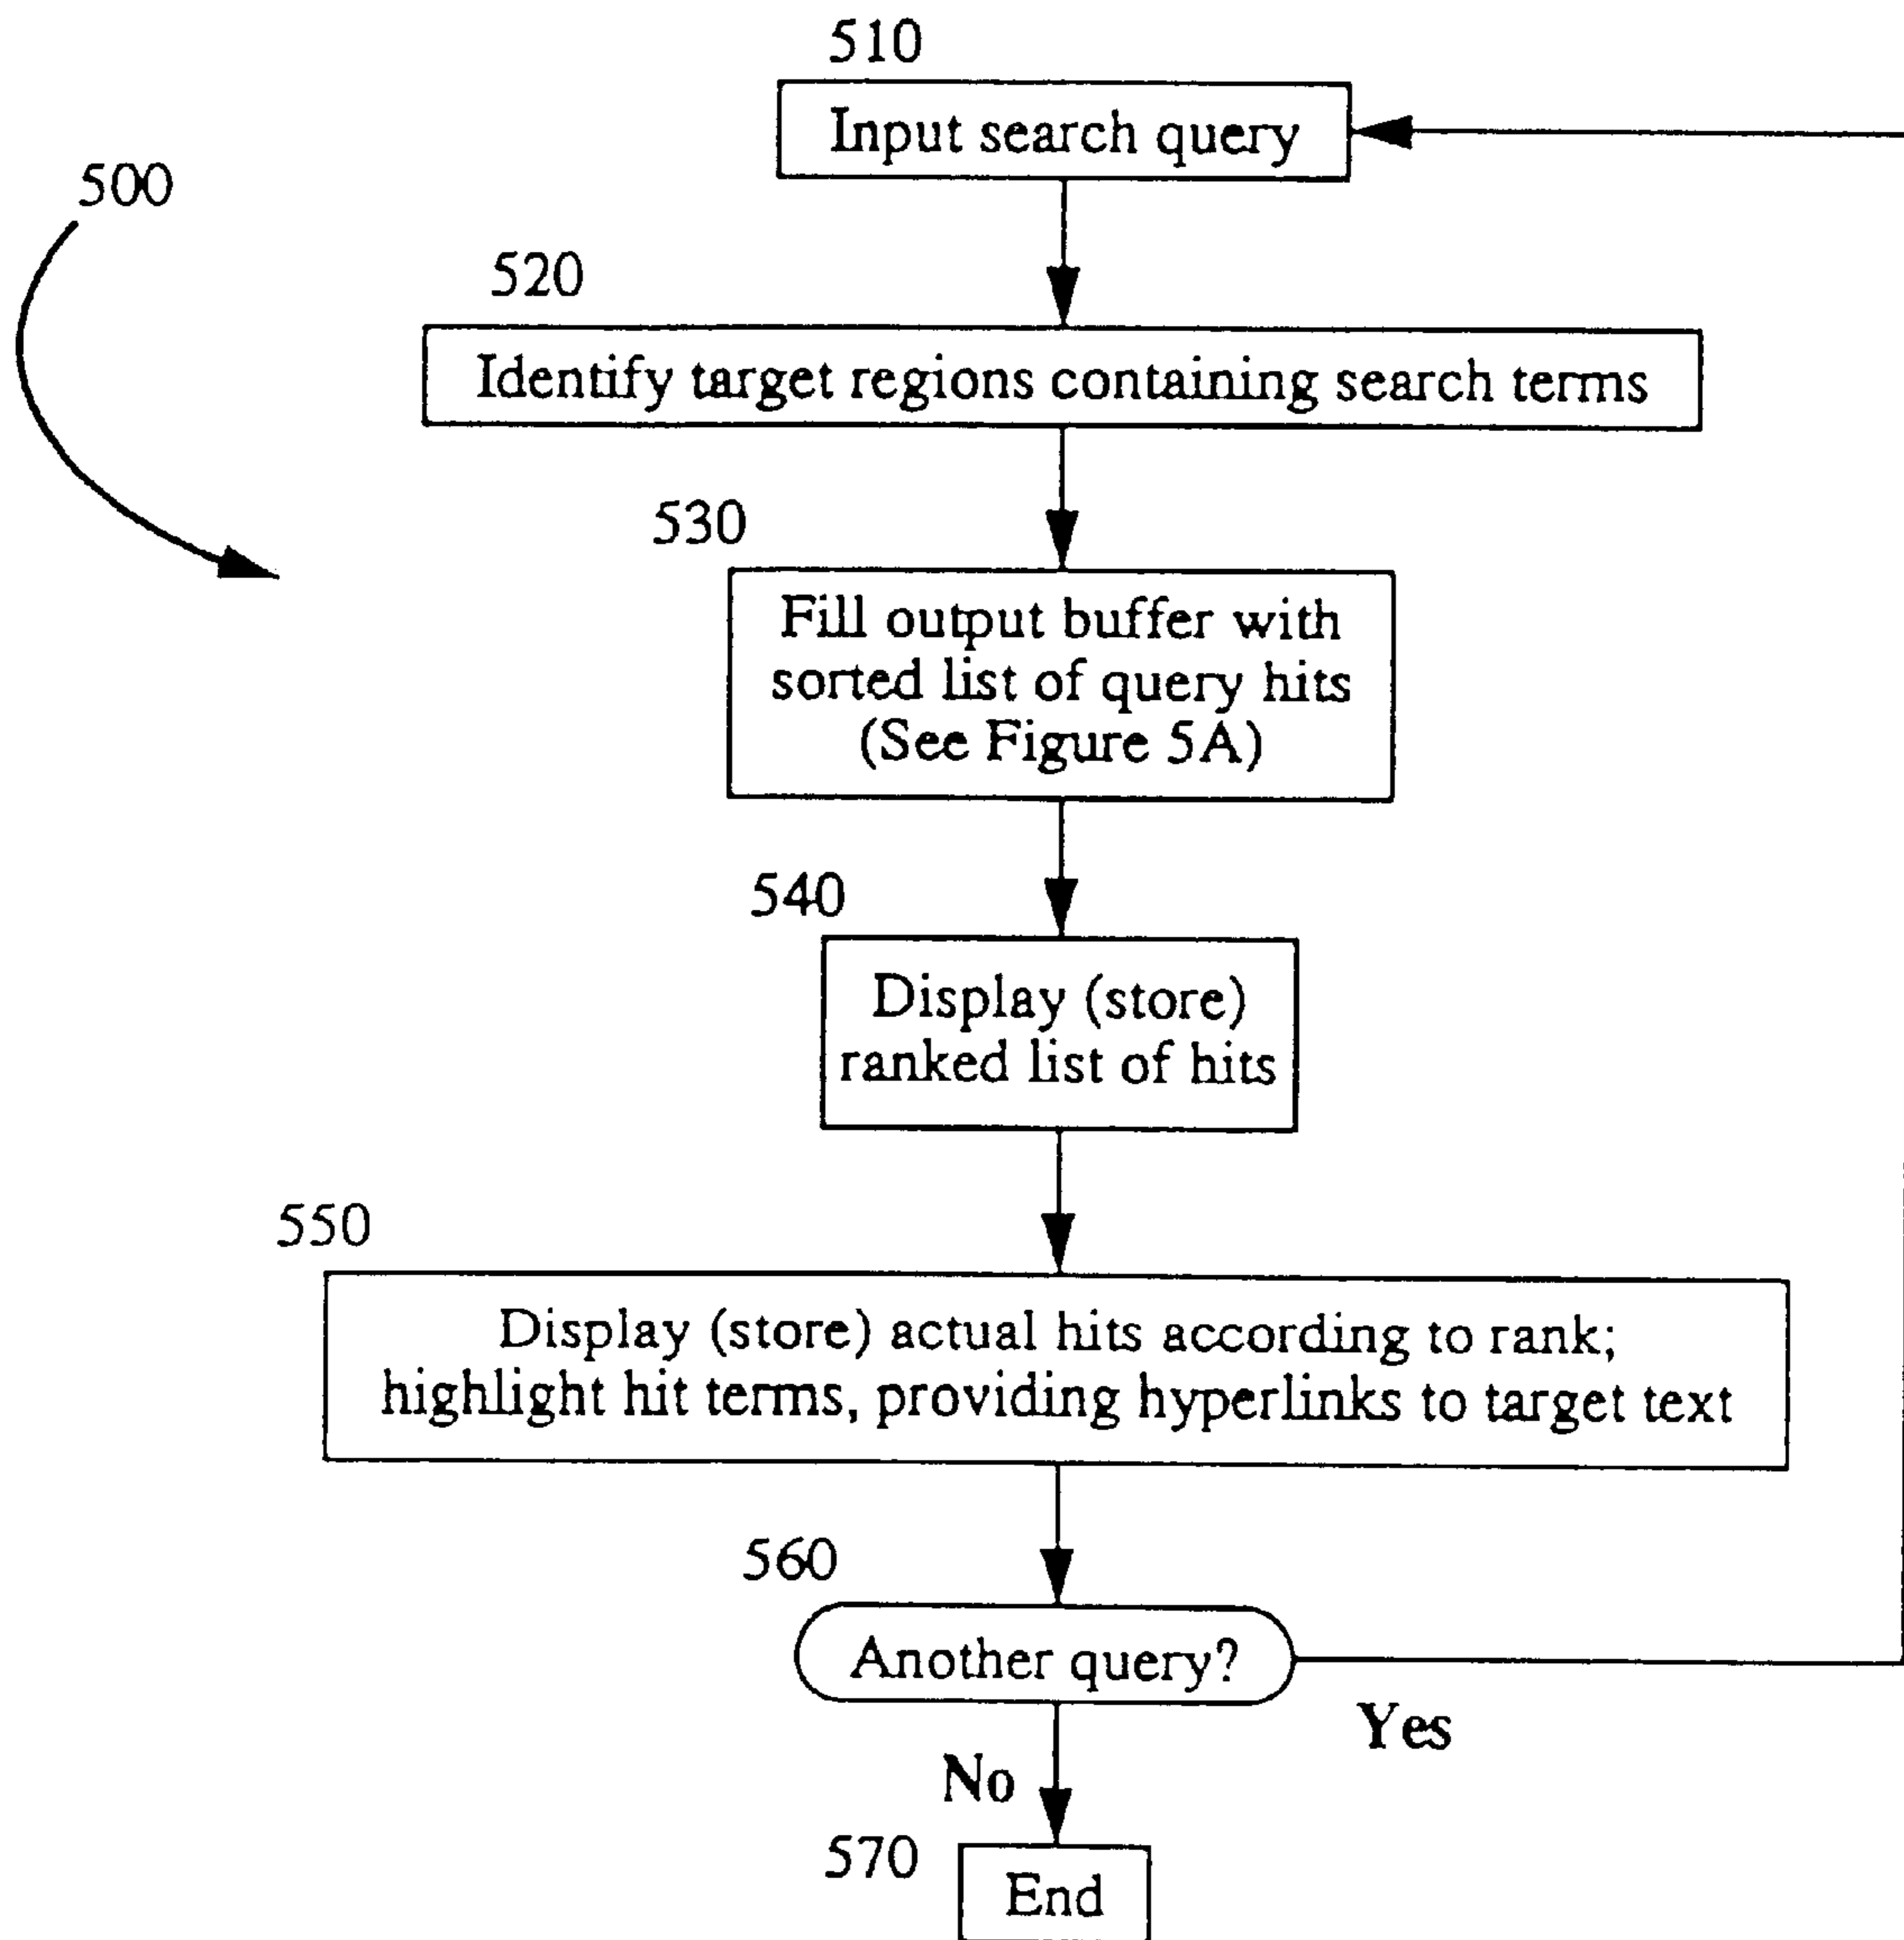 510
Input search query
500
520
Identify target regions containing search terms
530
Fill output buffer with
sorted list of query hits
(See Figure 5A)
540
Display (store)
ranked list of hits
550
Display (store) actual hits according to rank;
highlight hit terms, providing hyperlinks to target text
560
Another query?
Yes
No
570
End